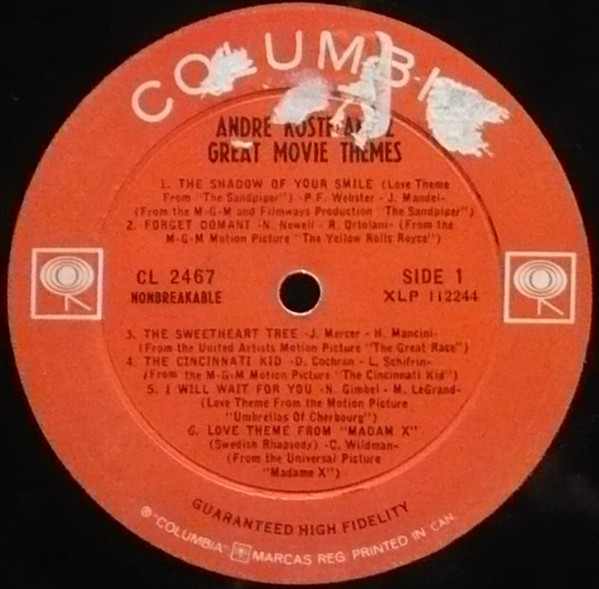 COLUMBIA
ANDRE
GREAT MOVIE THEMES
1. THE SHADOW OF YOUR SMILE (Love Theme
From "The Sandpiper") -P.F. Webster - J. Mandel-
(From the M-G-M and Filmways Production "The Sandpiper")
2. FORGET DOMANI -N. Newell - R. Ortolani- (From the
M-G-M Motion Picture "The Yellow Rolls Royce")
CL 2467
NONBREAKABLE
SIDE 1
XLP 112244
3. THE SWEETHEART TREE -J. Mercer - H. Mancini-
(From the United Artists Motion Picture "The Great Race")
4. THE CINCINNATI KID -D. Cochran - L. Schifrin-
(From the M-G-M Motion Picture "The Cincinnati Kid")
5. I WILL WAIT FOR YOU -N. Gimbel - M. LeGrand-
(Love Theme From the Motion Picture
"Umbrellas Of Cherbourg")
6. LOVE THEME FROM "MADAM X"
(Swedish Rhapsody) -C. Wildman-
(From the Universal Picture
"Madame X")
GUARANTEED HIGH FIDELITY
® "COLUMBIA" MARCAS REG. PRINTED IN CAN.